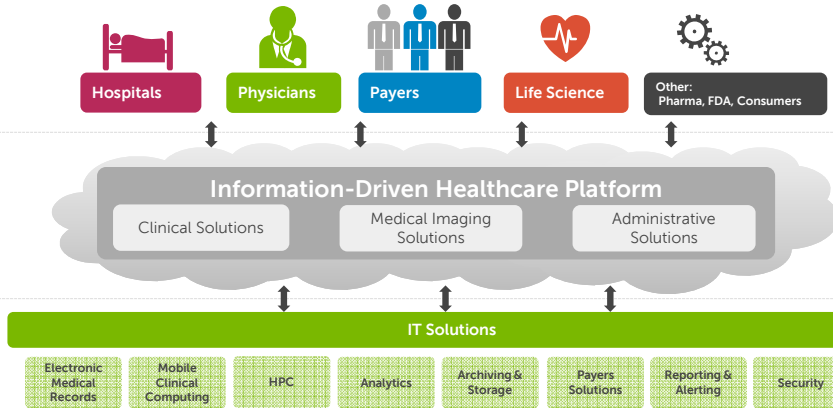 Hospitals
Physicians
Payers
Life Science
Other:
Pharma, FDA, Consumers
Information-Driven Healthcare Platform
Clinical Solutions
Medical Imaging
Solutions
Administrative
Solutions
IT Solutions
Electronic
Medical
Records
Mobile
Clinical
Computing
HPC
Analytics
Archiving &
Storage
Payers
Solutions
Reporting &
Alerting
Security